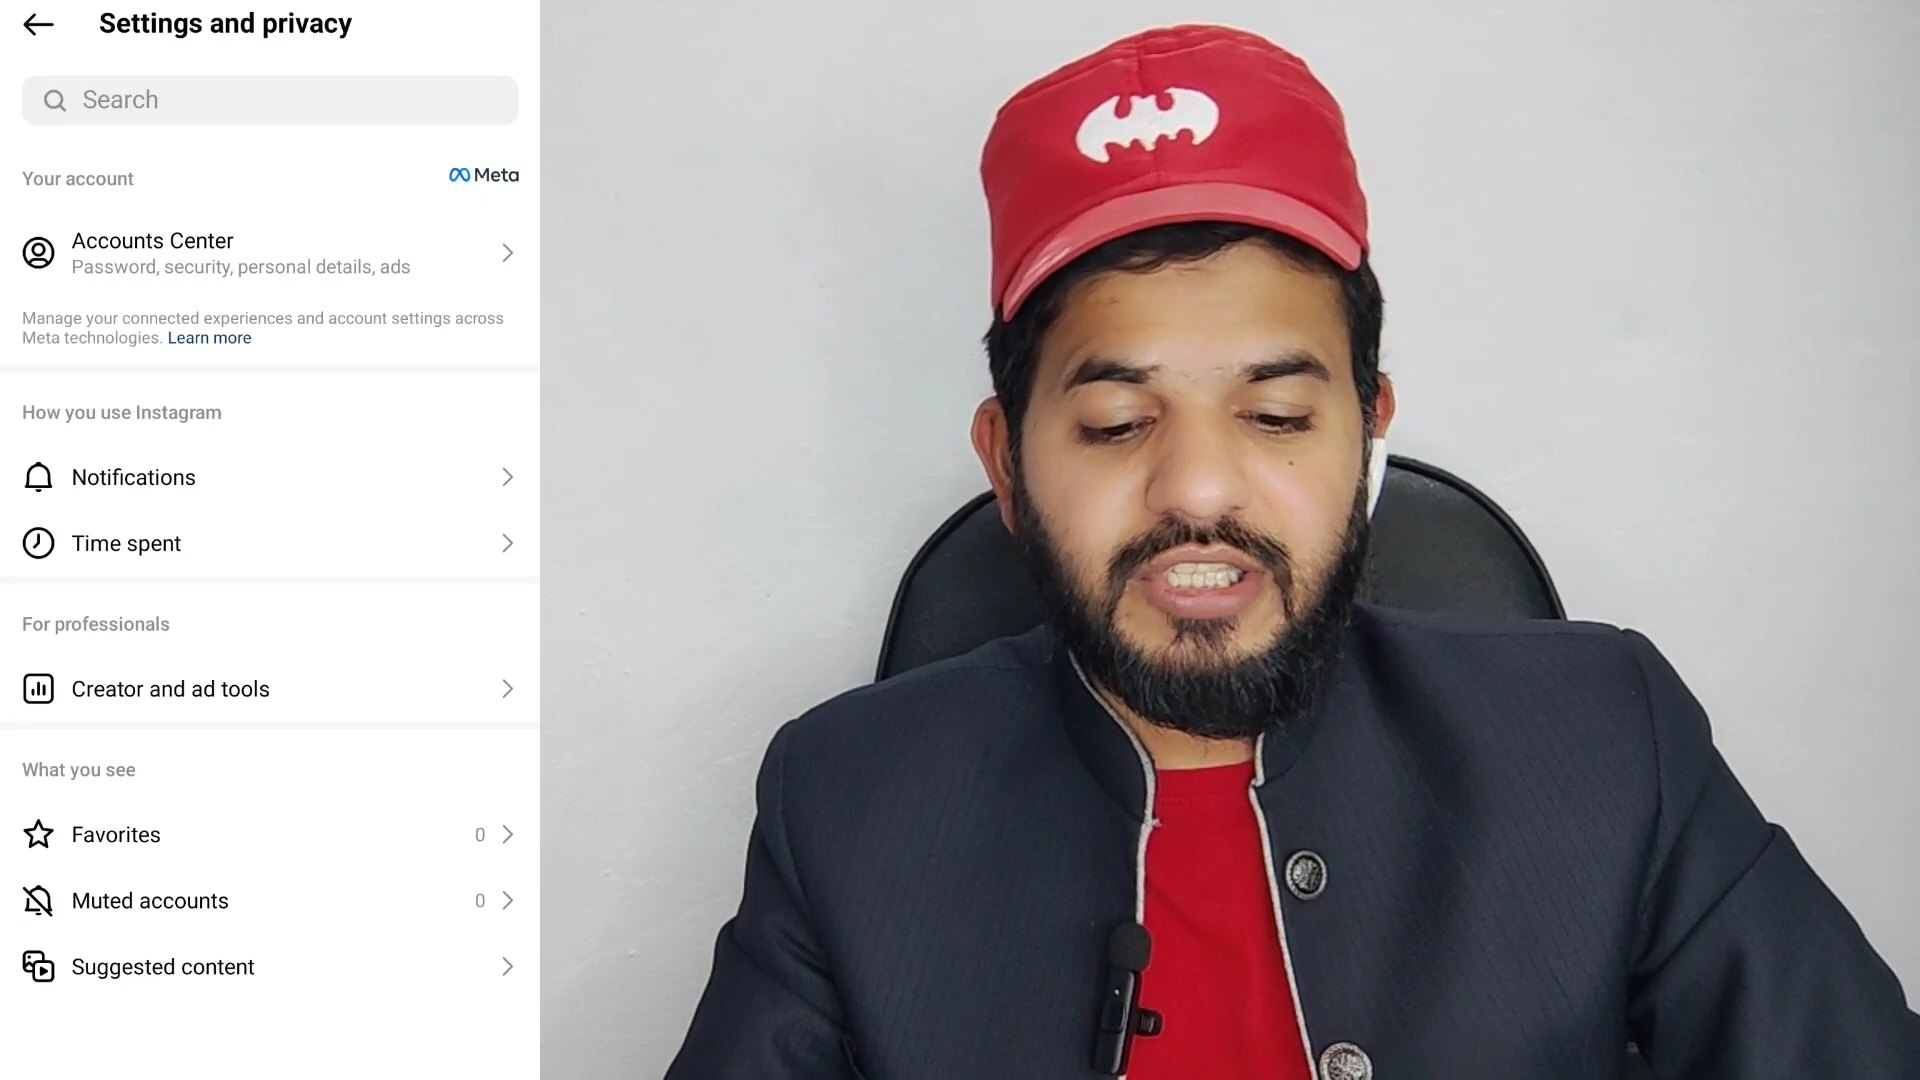 Settings and privacy
Search
Your account
Meta
Accounts Center
Password, security, personal details, ads
Manage your connected experiences and account settings across
Meta technologies. Learn more
How you use Instagram
Notifications
Time spent
For professionals
Creator and ad tools
What you see
Favorites 0
Muted accounts 0
Suggested content